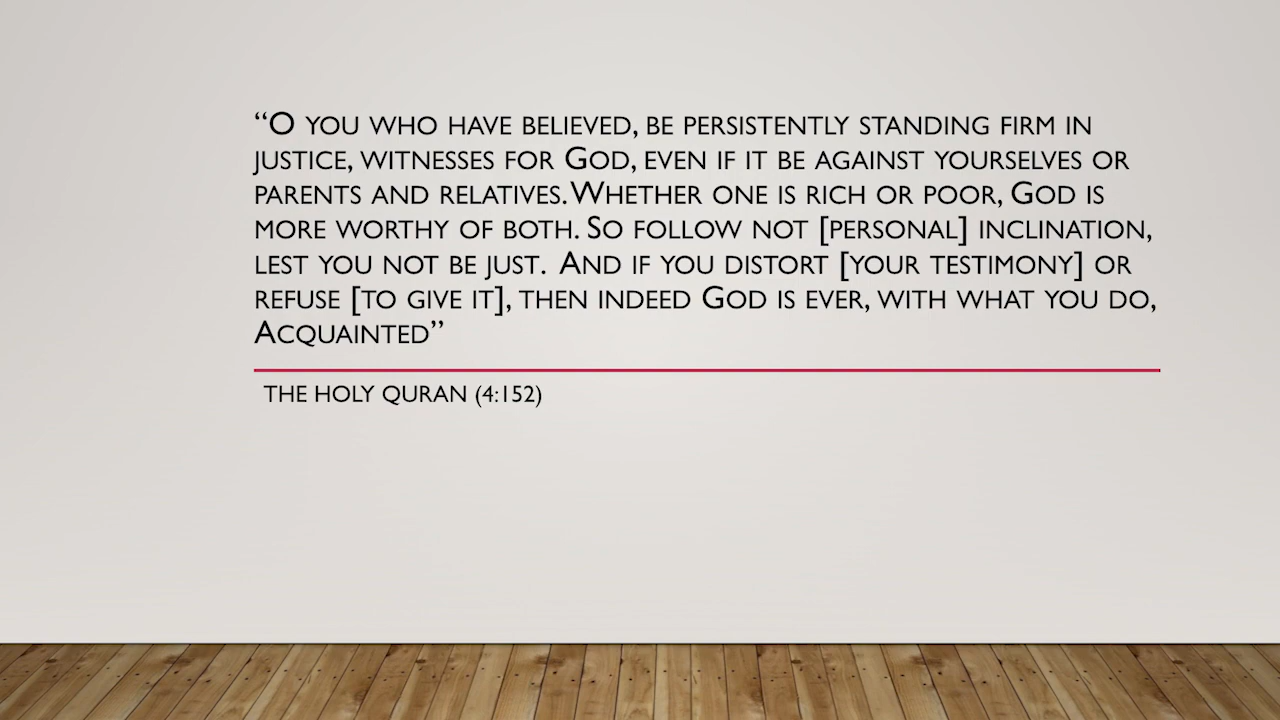 “O YOU WHO HAVE BELIEVED, BE PERSISTENTLY STANDING FIRM IN
JUSTICE, WITNESSES FOR GOD, EVEN IF IT BE AGAINST YOURSELVES OR
PARENTS AND RELATIVES. WHETHER ONE IS RICH OR POOR, GOD IS
MORE WORTHY OF BOTH. SO FOLLOW NOT [PERSONAL] INCLINATION,
LEST YOU NOT BE JUST. AND IF YOU DISTORT [YOUR TESTIMONY] OR
REFUSE [TO GIVE IT], THEN INDEED GOD IS EVER, WITH WHAT YOU DO,
ACQUAINTED”
THE HOLY QURAN (4:152)